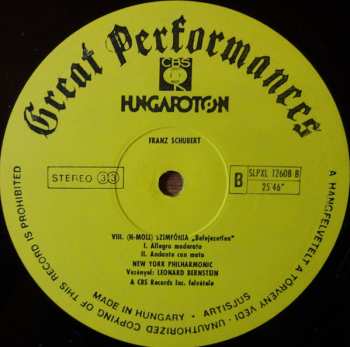 Great Performances
CBS
HUNGAROTON
FRANZ SCHUBERT
STEREO 33
B
SLPXL 12608-B
25'46"
VIII. (H-MOLL) SZIMFÓNIA „Befejezetlen"
I. Allegro moderato
II. Andante con moto
NEW YORK PHILHARMONIC
Vezényel: LEONARD BERNSTEIN
A CBS Records Inc. felvétele
A HANGFELVÉTELT A TÖRVÉNY VÉDI · UNAUTHORIZED COPYING OF THIS RECORD IS PROHIBITED
MADE IN HUNGARY · ARTISJUS